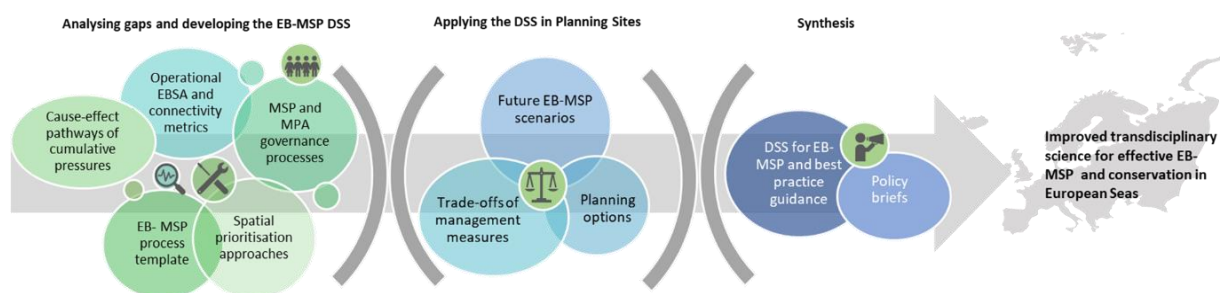 Analysing gaps and developing the EB-MSP DSS
Applying the DSS in Planning Sites
Synthesis
Operational
EBSA and
connectivity
metrics
Cause-effect
pathways of
cumulative
pressures
MSP and
MPA
governance
processes
EB- MSP
process
template
Spatial
prioritisation
approaches
Future EB-MSP
scenarios
Trade-offs of
management
measures
Planning
options
DSS for EB-
MSP and best
practice
guidance
Policy
briefs
Improved transdisciplinary
science for effective EB-
MSP and conservation in
European Seas